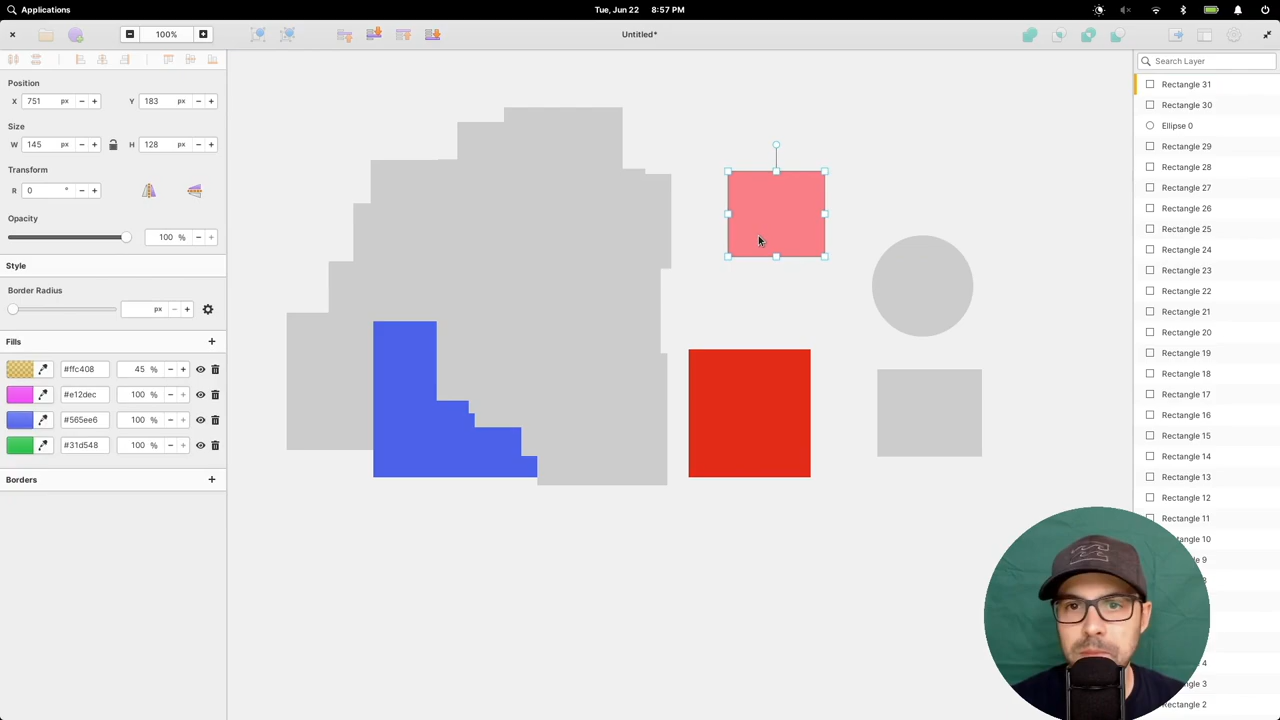 Applications
Tue, Jun 22 8:57 PM
100%
Untitled*
Position
X 751 px Y 183 px
Size
W 145 px H 128 px
Transform
R 0 °
Opacity
100 %
Style
Border Radius
px
Fills
#ffc408 45 %
#e12dec 100 %
#565ee6 100 %
#31d548 100 %
Borders
Search Layer
Rectangle 31
Rectangle 30
Ellipse 0
Rectangle 29
Rectangle 28
Rectangle 27
Rectangle 26
Rectangle 25
Rectangle 24
Rectangle 23
Rectangle 22
Rectangle 21
Rectangle 20
Rectangle 19
Rectangle 18
Rectangle 17
Rectangle 16
Rectangle 15
Rectangle 14
Rectangle 13
Rectangle 12
Rectangle 11
10
9
4
3
Rectangle 2